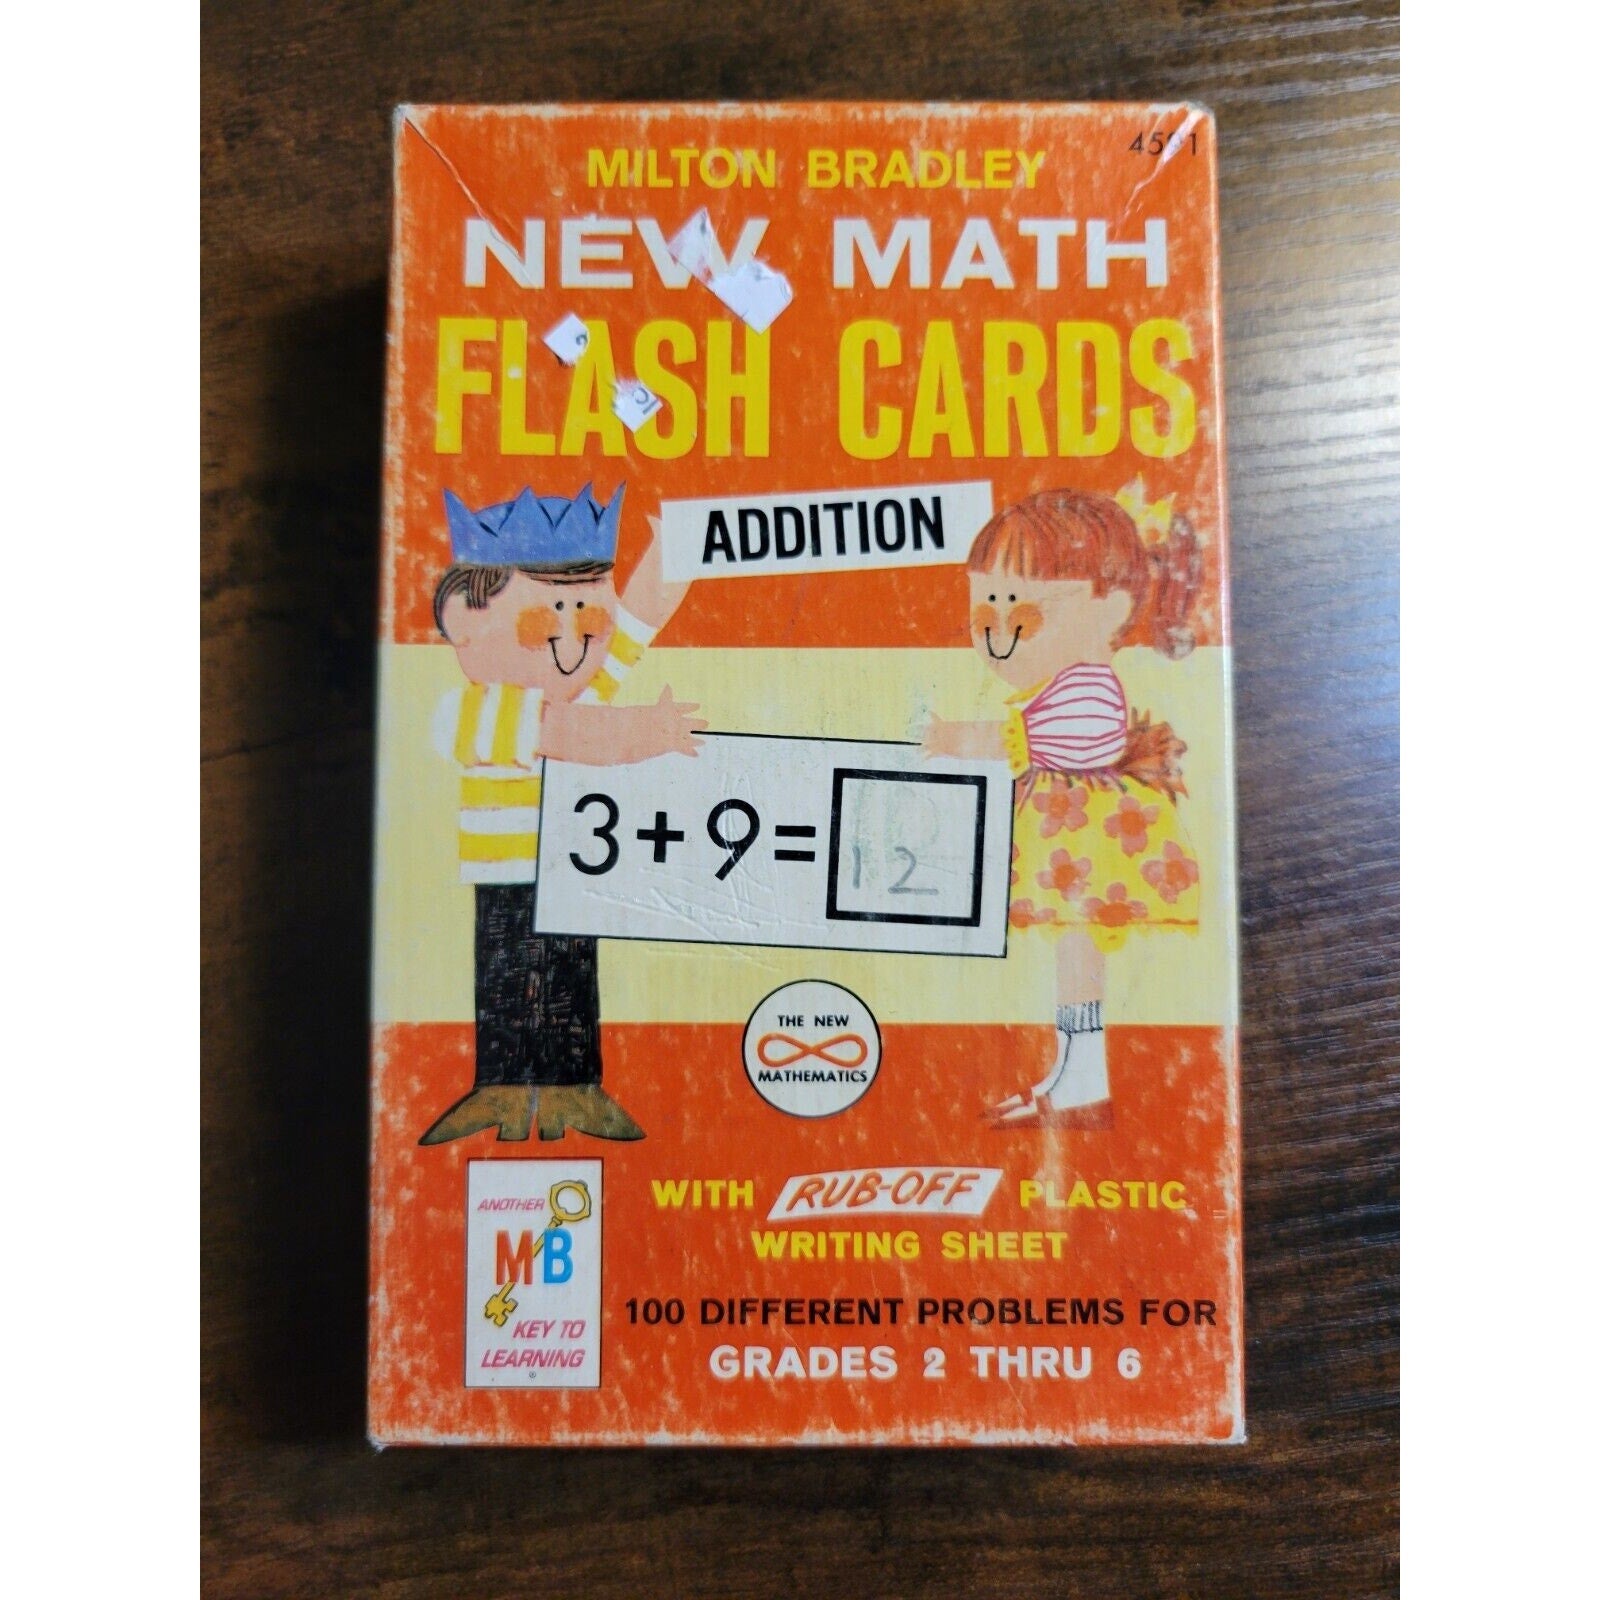 4591
MILTON BRADLEY
NEW MATH
FLASH CARDS
ADDITION
3+9=12
THE NEW
MATHEMATICS
ANOTHER
MB
KEY TO
LEARNING
®
WITH RUB-OFF PLASTIC
WRITING SHEET
100 DIFFERENT PROBLEMS FOR
GRADES 2 THRU 6